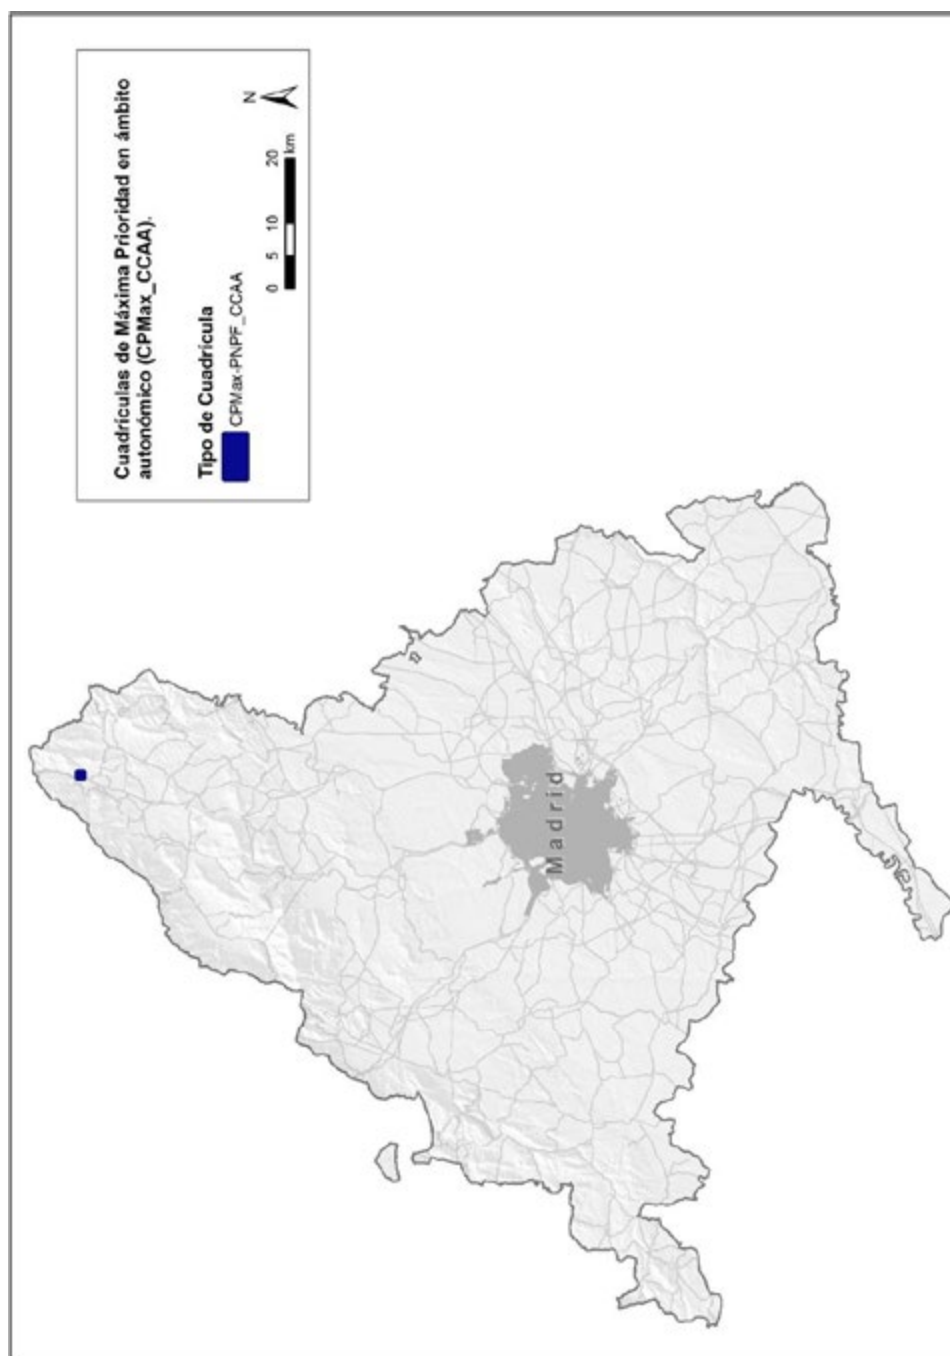 Cuadrículas de Máxima Prioridad en ámbito
autonómico (CPMax_CCAA).
Tipo de Cuadrícula
CPMax-PNPF_CCAA
N
0 5 10 20
km
Madrid